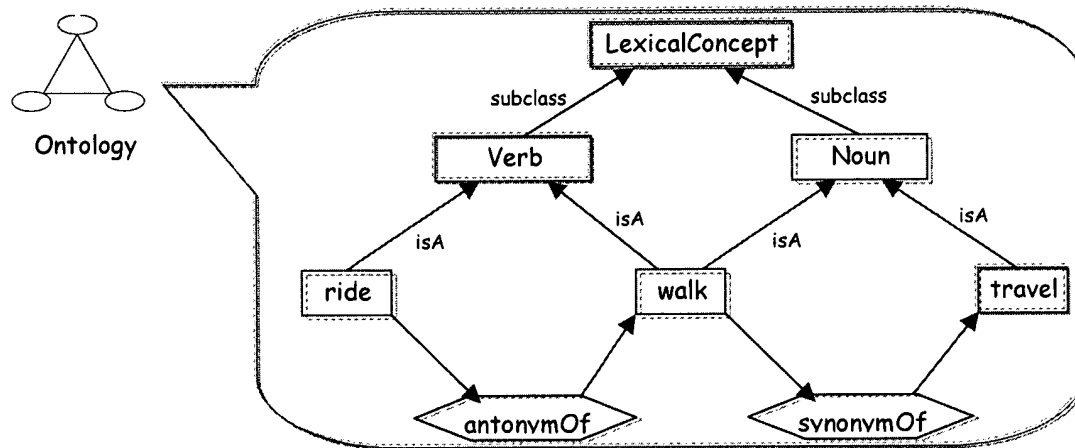 LexicalConcept
subclass
subclass
Ontology
Verb
Noun
isA
isA
isA
isA
ride
walk
travel
antonymOf
synonymOf